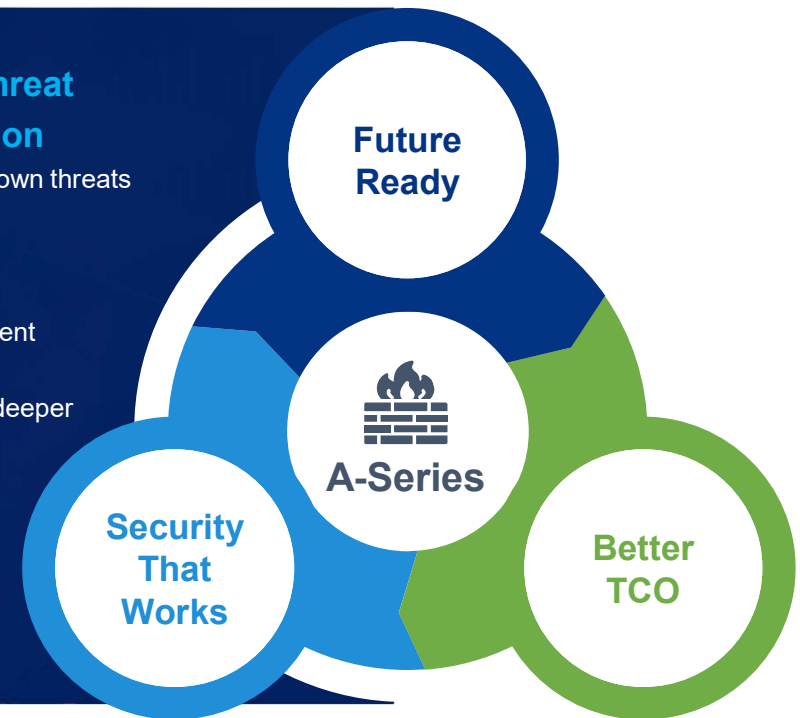 hreat
on
own threats
ent
deeper
Future
Ready
A-Series
Security
That
Works
Better
TCO